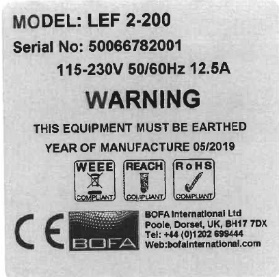 MODEL: LEF 2-200
Serial No: 50066782001
115-230V 50/60Hz 12.5A
WARNING
THIS EQUIPMENT MUST BE EARTHED
YEAR OF MANUFACTURE 05/2019
WEEE REACH RoHS
COMPLIANT COMPLIANT COMPLIANT
CE BOFA
BOFA International Ltd
Poole, Dorset, UK, BH17 7DX
Tel: +44 (0)1202 699444
Web:bofainternational.com